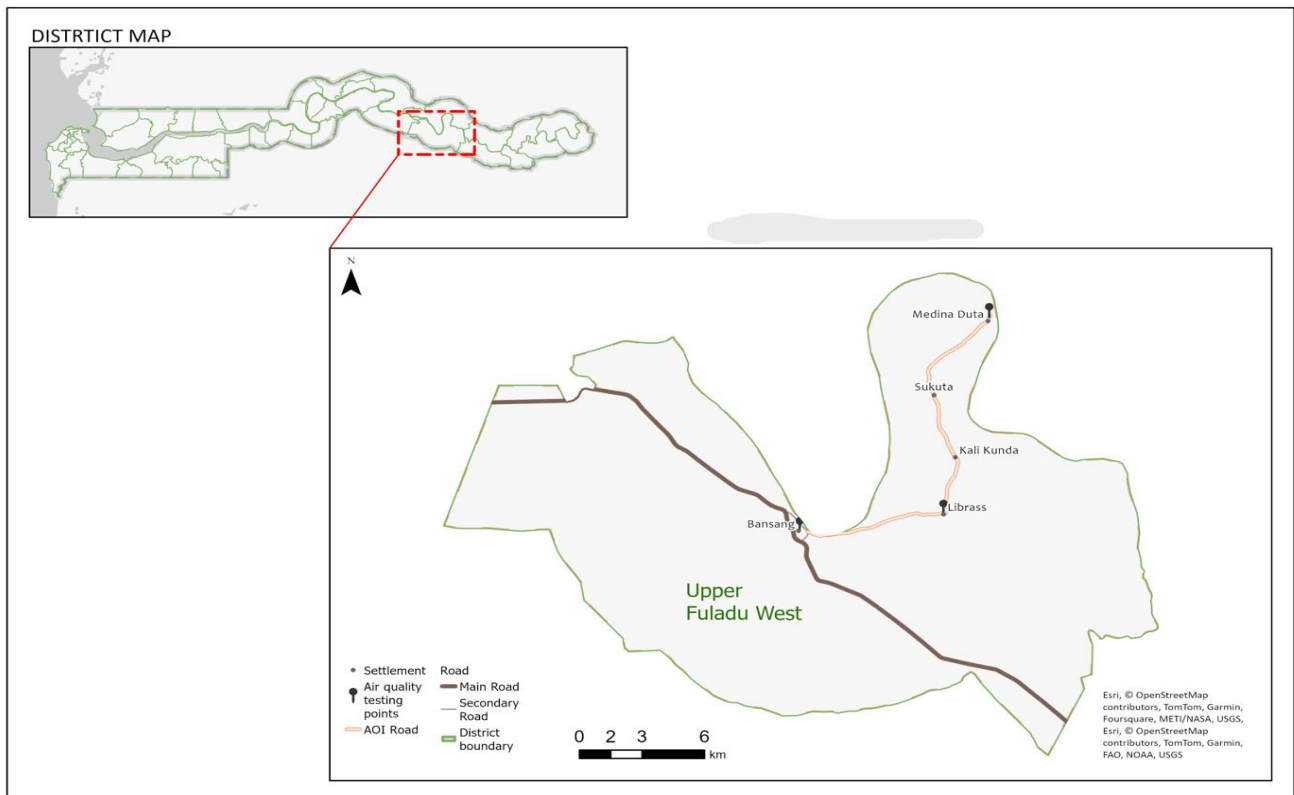 DISTRTICT MAP
N
Medina Duta
Sukuta
Kali Kunda
Librass
Bansang
Upper
Fuladu West
Settlement
Air quality
testing
points
AOI Road
Road
Main Road
Secondary
Road
District
boundary
0 2 3 6
km
Esri, © OpenStreetMap
contributors, TomTom, Garmin,
Foursquare, METI/NASA, USGS,
Esri, © OpenStreetMap
contributors, TomTom, Garmin,
FAO, NOAA, USGS